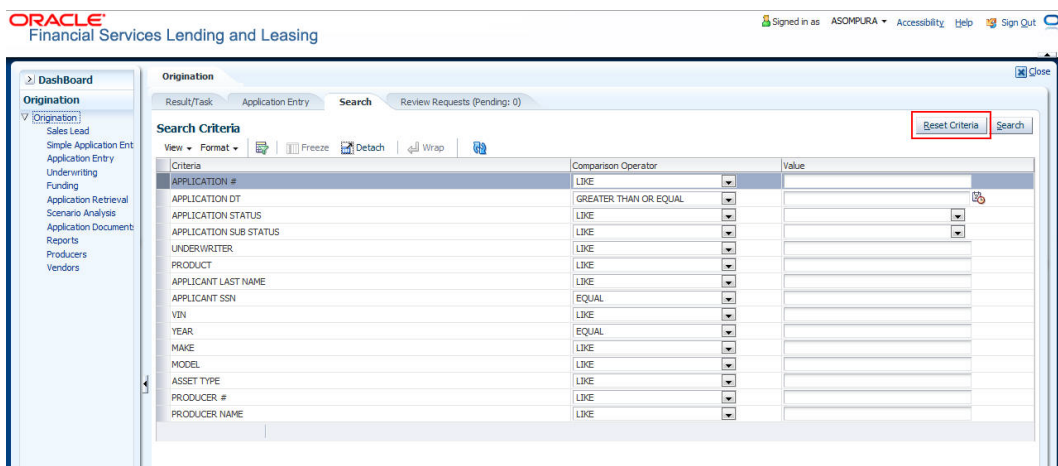 ORACLE
Financial Services Lending and Leasing
Signed in as ASOMPURA Accessibility Help Sign Out
Close
DashBoard
Origination
Origination
Sales Lead
Simple Application Ent
Application Entry
Underwriting
Funding
Application Retrieval
Scenario Analysis
Application Document
Reports
Producers
Vendors
Origination
Result/Task Application Entry Search Review Requests (Pending: 0)
Search Criteria
Reset Criteria Search
View Format Freeze Detach Wrap
Criteria Comparison Operator Value
APPLICATION # LIKE
APPLICATION DT GREATER THAN OR EQUAL
APPLICATION STATUS LIKE
APPLICATION SUB STATUS LIKE
UNDERWRITER LIKE
PRODUCT LIKE
APPLICANT LAST NAME LIKE
APPLICANT SSN EQUAL
VIN LIKE
YEAR EQUAL
MAKE LIKE
MODEL LIKE
ASSET TYPE LIKE
PRODUCER # LIKE
PRODUCER NAME LIKE